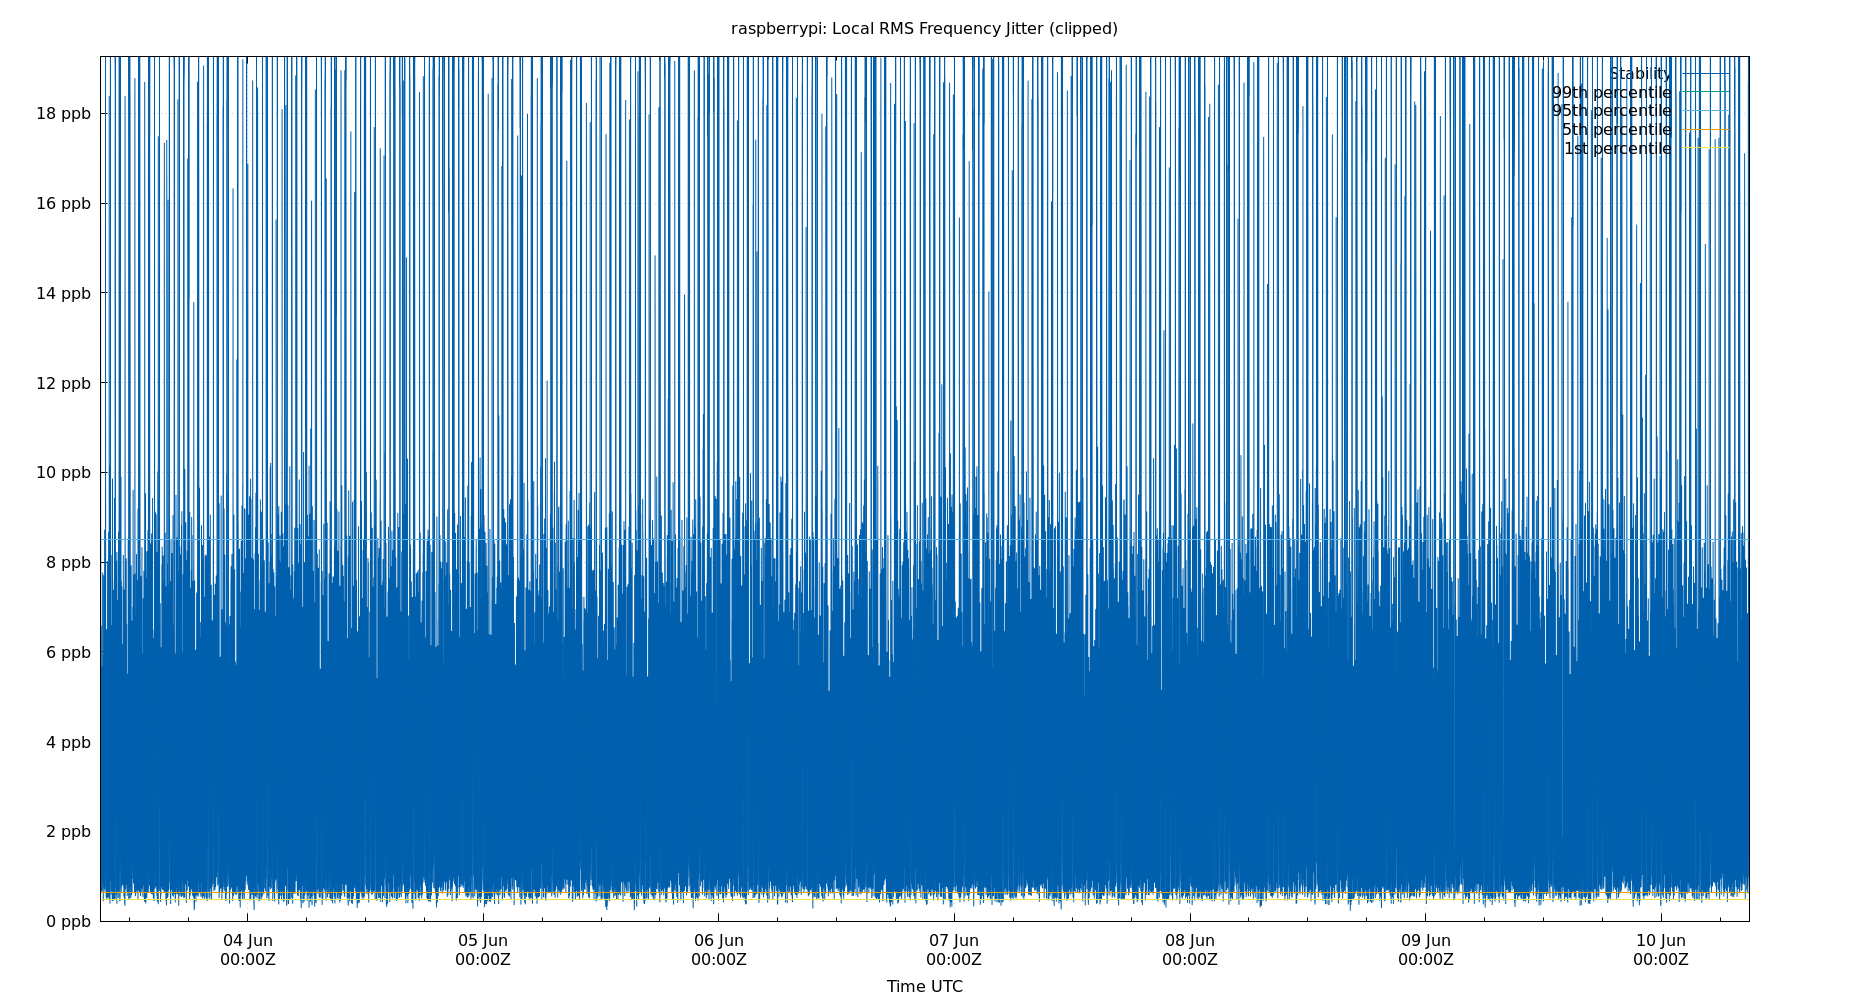 raspberrypi: Local RMS Frequency Jitter (clipped)
Stability
99th percentile
95th percentile
5th percentile
1st percentile
18 ppb
16 ppb
14 ppb
12 ppb
10 ppb
8 ppb
6 ppb
4 ppb
2 ppb
0 ppb
04 Jun 05 Jun 06 Jun 07 Jun 08 Jun 09 Jun 10 Jun
00:00Z 00:00Z 00:00Z 00:00Z 00:00Z 00:00Z 00:00Z
Time UTC